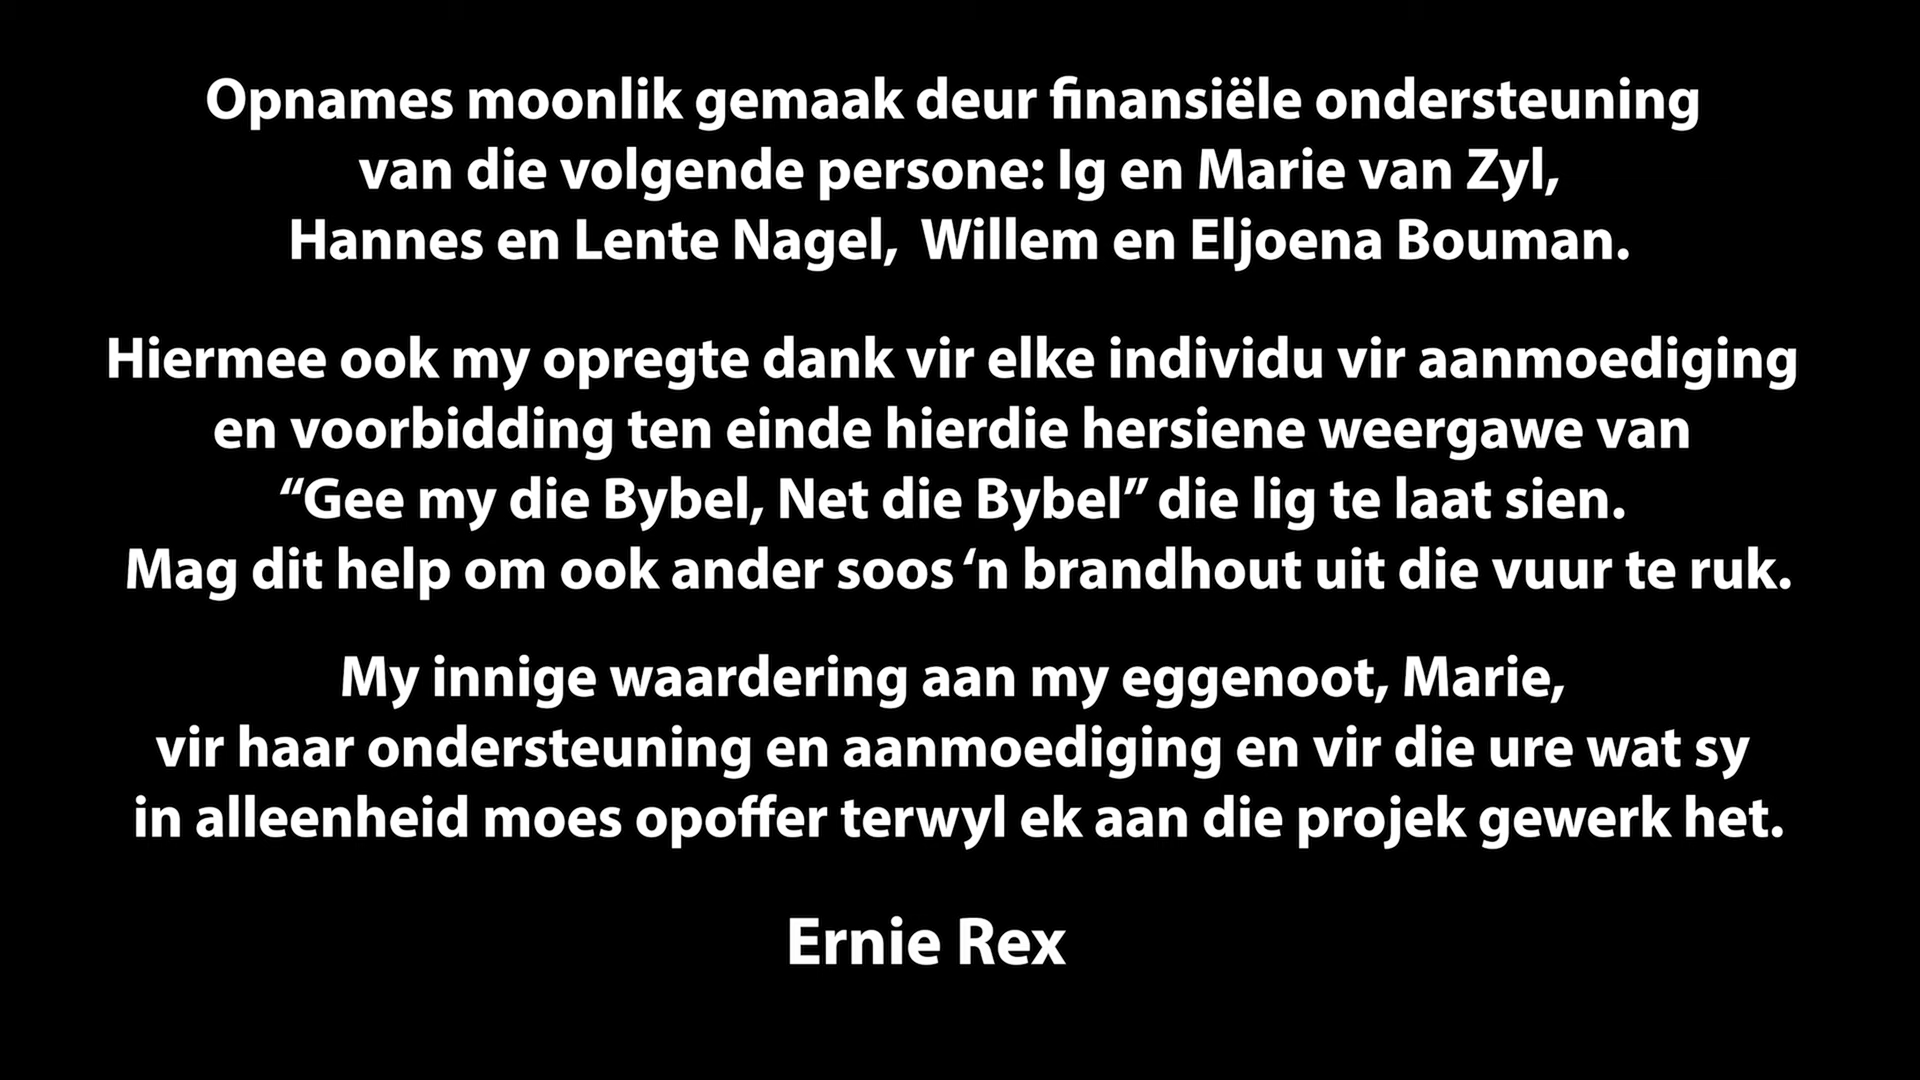 Opnames moonlik gemaak deur finansiële ondersteuning
van die volgende persone: Ig en Marie van Zyl,
Hannes en Lente Nagel,  Willem en Eljoena Bouman.
Hiermee ook my opregte dank vir elke individu vir aanmoediging
en voorbidding ten einde hierdie hersiene weergawe van
“Gee my die Bybel, Net die Bybel” die lig te laat sien.
Mag dit help om ook ander soos ‘n brandhout uit die vuur te ruk.
My innige waardering aan my eggenoot, Marie,
vir haar ondersteuning en aanmoediging en vir die ure wat sy
in alleenheid moes opoffer terwyl ek aan die projek gewerk het.
Ernie Rex